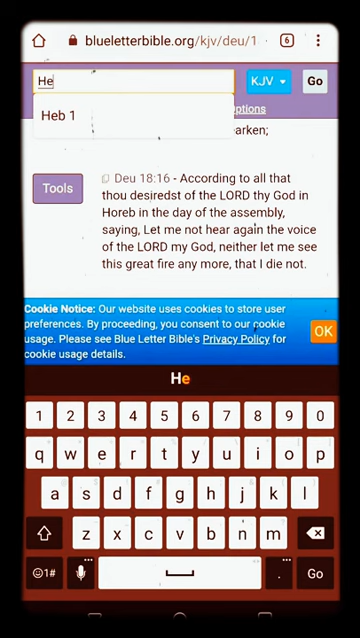 blueletterbible.org/kjv/deu/1
6
He
KJV
Go
Heb 1
ptions
arken;
Tools
Deu 18:16 - According to all that
thou desiredst of the LORD thy God in
Horeb in the day of the assembly,
saying, Let me not hear again the voice
of the LORD my God, neither let me see
this great fire any more, that I die not.
Cookie Notice: Our website uses cookies to store user
preferences. By proceeding, you consent to our cookie
usage. Please see Blue Letter Bible's Privacy Policy for
cookie usage details.
OK
He
1 2 3 4 5 6 7 8 9 0
q w e r t y u i o p
a s d f g h j k l
z x c v b n m
1# . Go